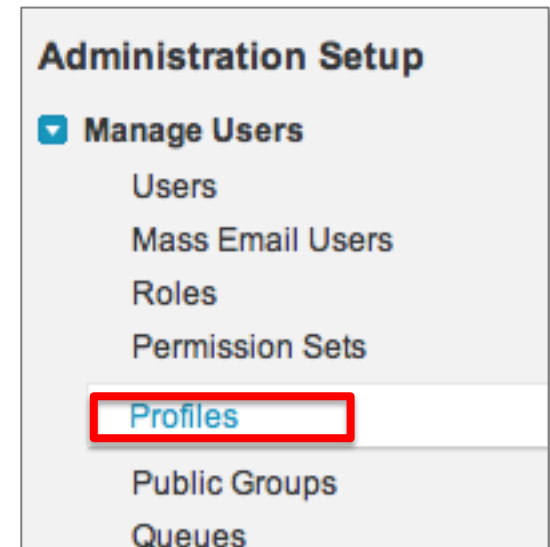 Administration Setup
Manage Users
Users
Mass Email Users
Roles
Permission Sets
Profiles
Public Groups
Queues